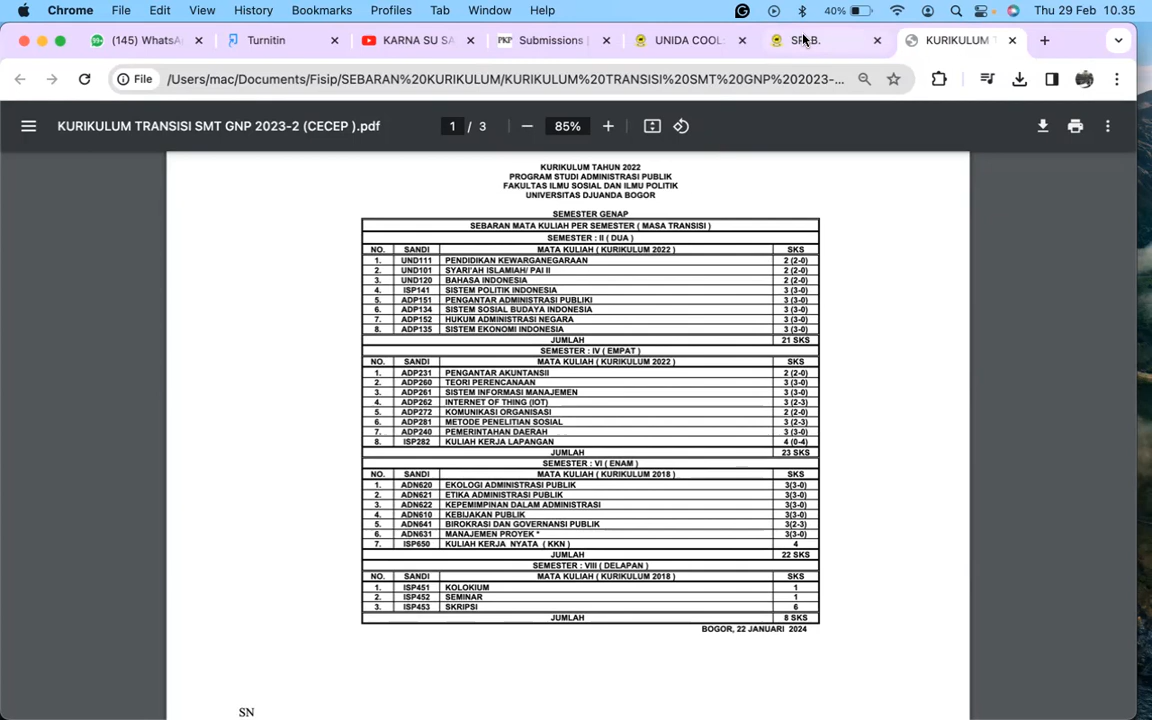 Chrome File Edit View History Bookmarks Profiles Tab Window Help 40% Thu 29 Feb 10.35
(145) WhatsA Turnitin KARNA SU SA PKP Submissions | UNIDA COOL: KURIKULUM T
File /Users/mac/Documents/Fisip/SEBARAN%20KURIKULUM/KURIKULUM%20TRANSISI%20SMT%20GNP%202023-...
KURIKULUM TRANSISI SMT GNP 2023-2 (CECEP ).pdf 1 / 3 85%
KURIKULUM TAHUN 2022
PROGRAM STUDI ADMINISTRASI PUBLIK
FAKULTAS ILMU SOSIAL DAN ILMU POLITIK
UNIVERSITAS DJUANDA BOGOR
SEMESTER GENAP
SEBARAN MATA KULIAH PER SEMESTER ( MASA TRANSISI )
SEMESTER : II ( DUA )
NO. SANDI MATA KULIAH ( KURIKULUM 2022 ) SKS
1. UND111 PENDIDIKAN KEWARGANEGARAAN 2 (2-0)
2. UND101 SYARI'AH ISLAMIAH/ PAI II 2 (2-0)
3. UND120 BAHASA INDONESIA 2 (2-0)
4. ISP141 SISTEM POLITIK INDONESIA 3 (3-0)
5. ADP151 PENGANTAR ADMINISTRASI PUBLIKI 3 (3-0)
6. ADP134 SISTEM SOSIAL BUDAYA INDONESIA 3 (3-0)
7. ADP152 HUKUM ADMINISTRASI NEGARA 3 (3-0)
8. ADP135 SISTEM EKONOMI INDONESIA 3 (3-0)
JUMLAH 21 SKS
SEMESTER : IV ( EMPAT )
NO. SANDI MATA KULIAH ( KURIKULUM 2022 ) SKS
1. ADP231 PENGANTAR AKUNTANSII 2 (2-0)
2. ADP260 TEORI PERENCANAAN 3 (3-0)
3. ADP261 SISTEM INFORMASI MANAJEMEN 3 (3-0)
4. ADP262 INTERNET OF THING (IOT) 3 (2-3)
5. ADP272 KOMUNIKASI ORGANISASI 2 (2-0)
6. ADP281 METODE PENELITIAN SOSIAL 3 (2-3)
7. ADP240 PEMERINTAHAN DAERAH 3 (3-0)
8. ISP282 KULIAH KERJA LAPANGAN 4 (0-4)
JUMLAH 23 SKS
SEMESTER : VI ( ENAM )
NO. SANDI MATA KULIAH ( KURIKULUM 2018 ) SKS
1. ADN620 EKOLOGI ADMINISTRASI PUBLIK 3(3-0)
2. ADN621 ETIKA ADMINISTRASI PUBLIK 3(3-0)
3. ADN622 KEPEMIMPINAN DALAM ADMINISTRASI 3(3-0)
4. ADN610 KEBIJAKAN PUBLIK 3(3-0)
5. ADN641 BIROKRASI DAN GOVERNANSI PUBLIK 3(2-3)
6. ADN631 MANAJEMEN PROYEK * 3(3-0)
7. ISP650 KULIAH KERJA NYATA ( KKN ) 4
JUMLAH 22 SKS
SEMESTER : VIII ( DELAPAN )
NO. SANDI MATA KULIAH ( KURIKULUM 2018 ) SKS
1. ISP451 KOLOKIUM 1
2. ISP452 SEMINAR 1
3. ISP453 SKRIPSI 6
JUMLAH 8 SKS
BOGOR, 22 JANUARI 2024
SN